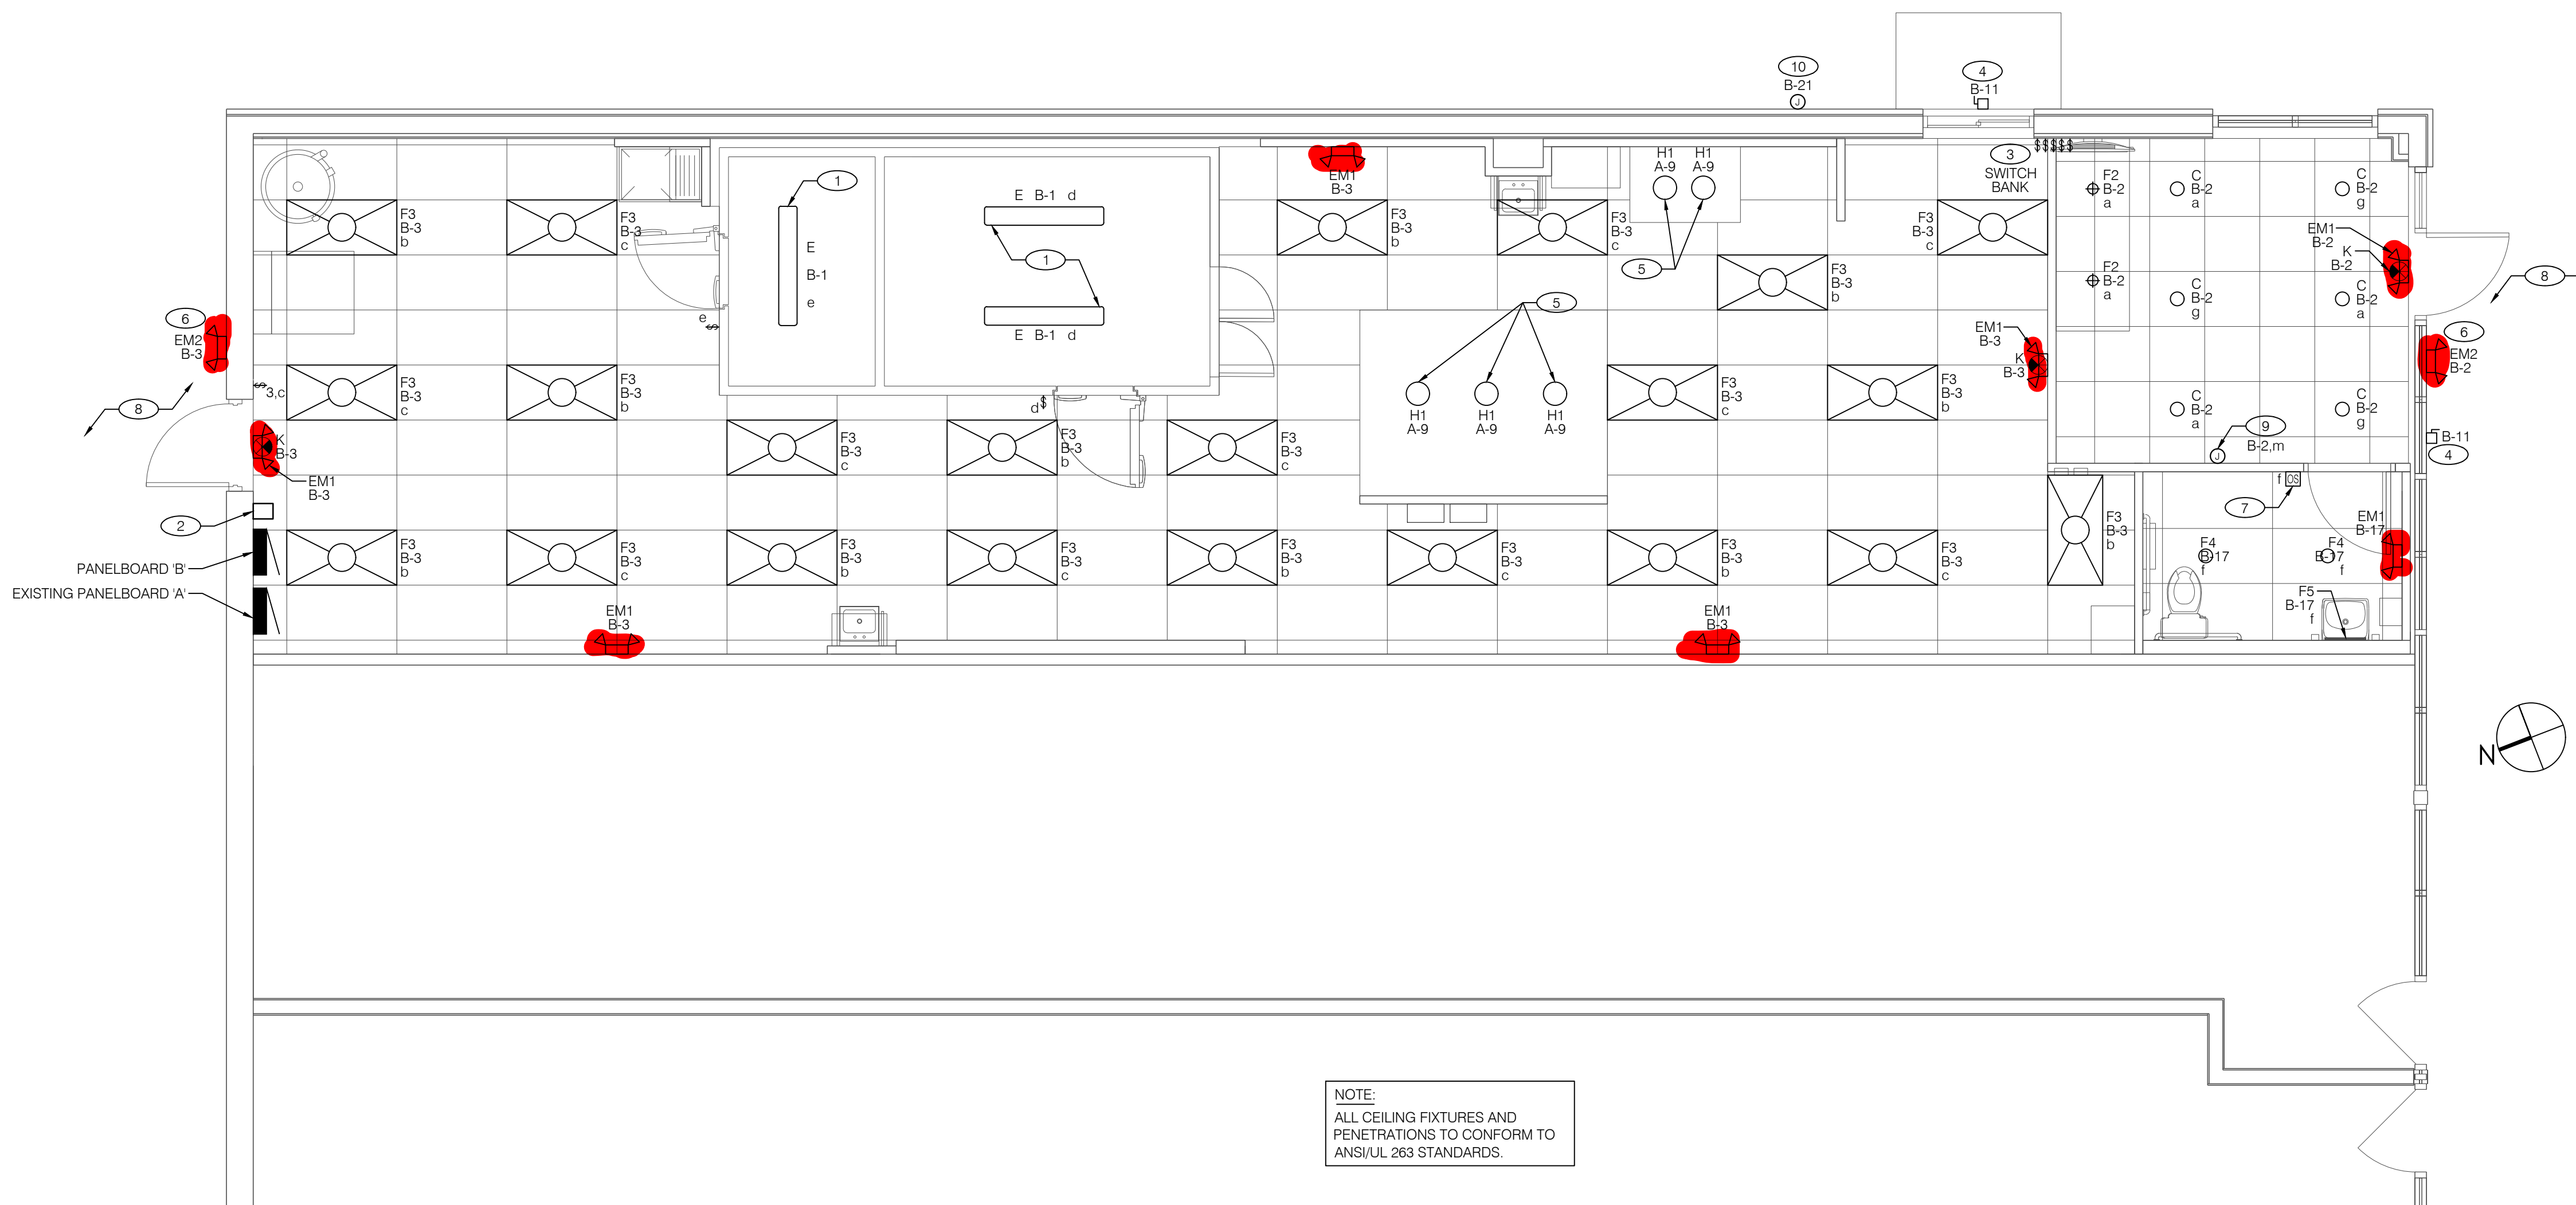 10
B-21
J
4
B-11
3
SWITCH
BANK
$ $ $ $ $
H1
A-9
H1
A-9
5
EM1
B-3
1
E B-1 d
1
E B-1 d
E
B-1
e
e
$
F3
B-3
b
F3
B-3
c
F3
B-3
b
F3
B-3
c
F3
B-3
c
F3
B-3
b
F2
B-2
a
C
B-2
a
C
B-2
g
F2
B-2
a
C
B-2
g
C
B-2
a
C
B-2
a
C
B-2
g
EM1
B-2
K
B-2
8
6
EM2
B-3
6
EM2
B-2
EM1
B-3
K
B-3
5
H1
A-9
H1
A-9
H1
A-9
$
3,c
8
F3
B-3
c
F3
B-3
b
F3
B-3
c
F3
B-3
b
d
$
F3
B-3
c
F3
B-3
b
F3
B-3
c
K
B-3
EM1
B-3
9
B-2,m
J
B-11
4
f
OS
7
2
PANELBOARD 'B'
EXISTING PANELBOARD 'A'
F3
B-3
b
F3
B-3
c
F3
B-3
b
F3
B-3
c
F3
B-3
b
F3
B-3
c
F3
B-3
b
F3
B-3
c
F3
B-3
b
F4
B-17
f
F4
B-17
f
EM1
B-17
F5
B-17
f
EM1
B-3
EM1
B-3
N
NOTE:
ALL CEILING FIXTURES AND
PENETRATIONS TO CONFORM TO
ANSI/UL 263 STANDARDS.